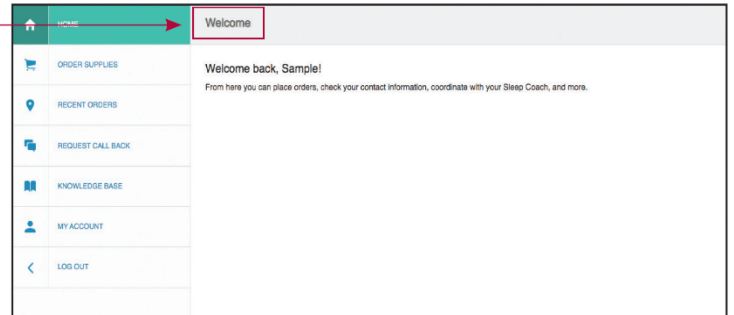 HOME
Welcome
ORDER SUPPLIES
RECENT ORDERS
REQUEST CALL BACK
KNOWLEDGE BASE
MY ACCOUNT
LOG OUT
Welcome back, Sample!
From here you can place orders, check your contact information, coordinate with your Sleep Coach, and more.